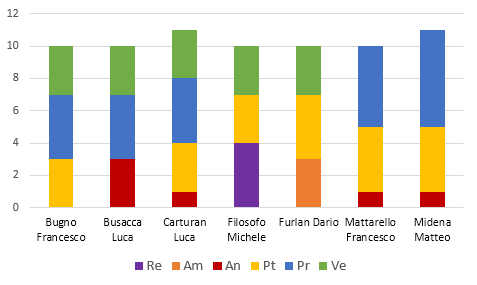 12
10
8
6
4
2
0
Bugno Busacca Carturan Filosofo Furlan Dario Mattarello Midena
Francesco Luca Luca Michele Francesco Matteo
Re Am An Pt Pr Ve